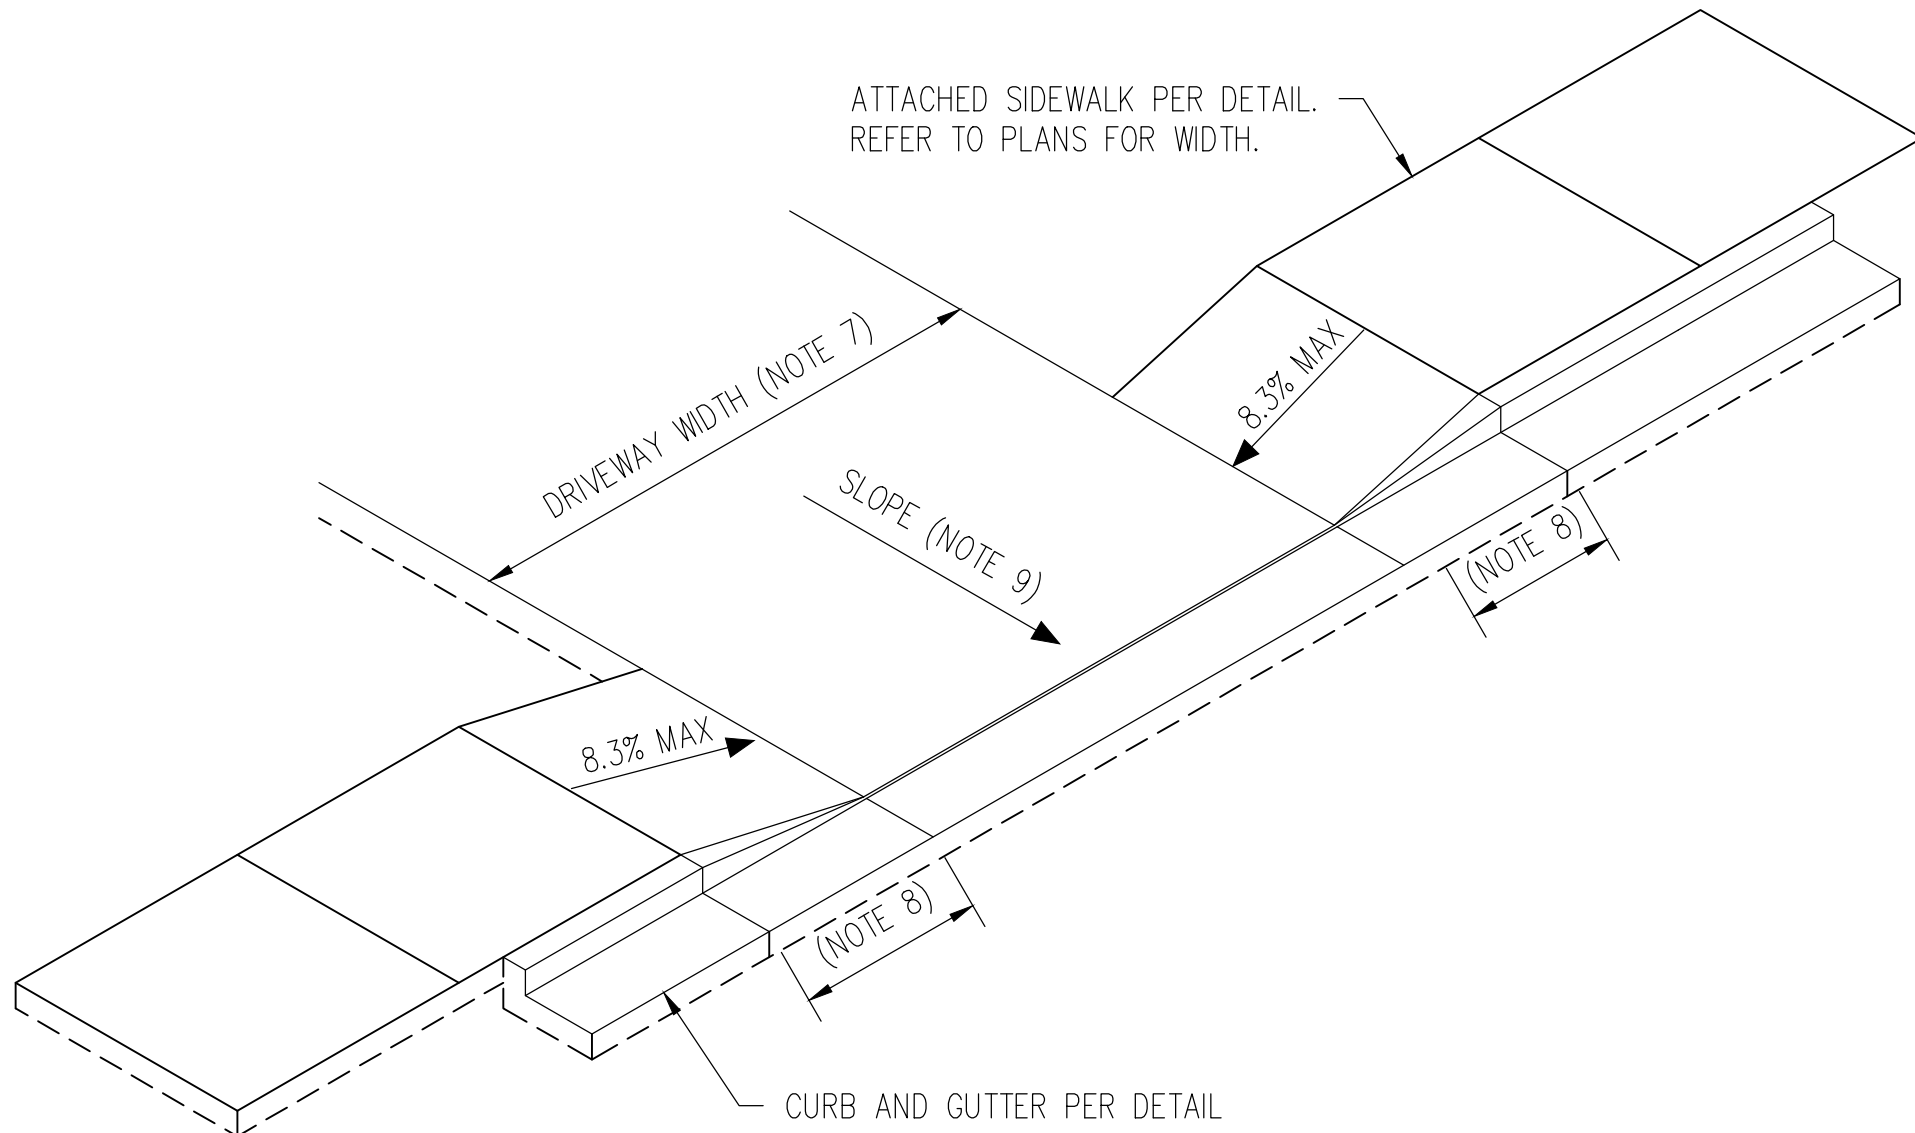 ATTACHED SIDEWALK PER DETAIL.
REFER TO PLANS FOR WIDTH.
DRIVEWAY WIDTH (NOTE 7)
8.3% MAX
SLOPE (NOTE 9)
(NOTE 8)
8.3% MAX
(NOTE 8)
CURB AND GUTTER PER DETAIL